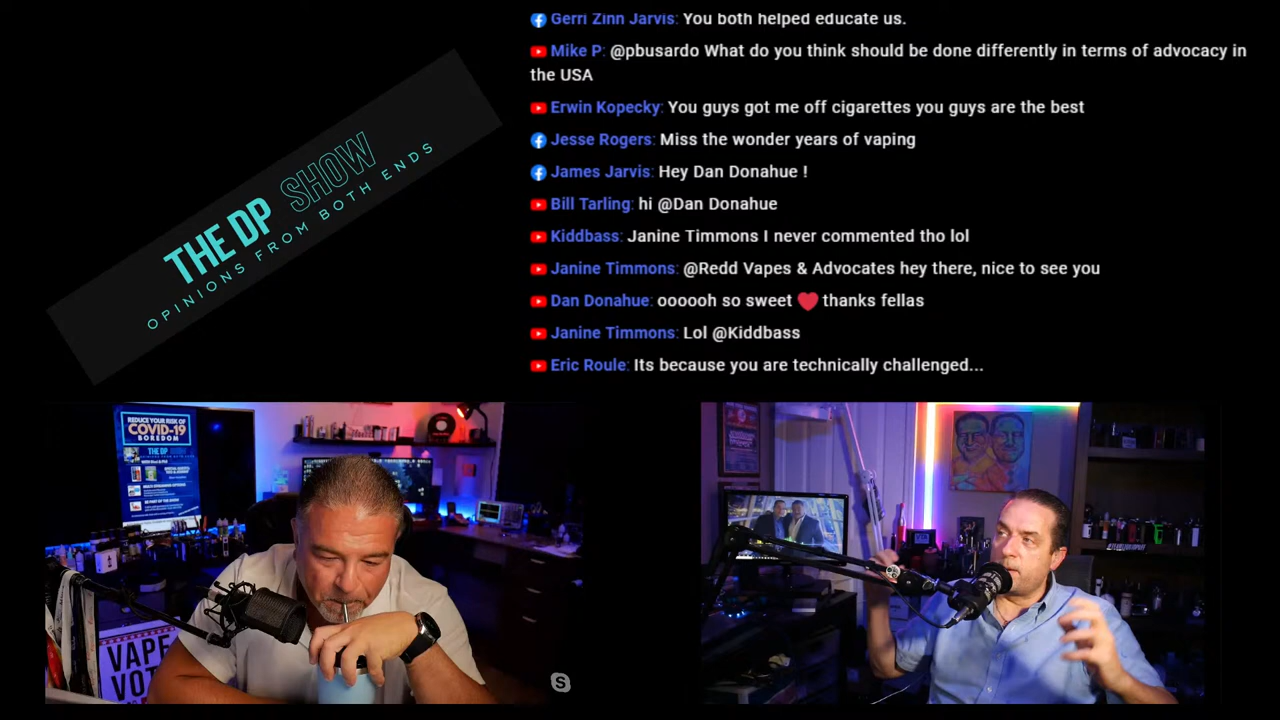 Gerri Zinn Jarvis: You both helped educate us.
Mike P: @pbusardo What do you think should be done differently in terms of advocacy in
the USA
Erwin Kopecky: You guys got me off cigarettes you guys are the best
Jesse Rogers: Miss the wonder years of vaping
James Jarvis: Hey Dan Donahue !
Bill Tarling: hi @Dan Donahue
Kiddbass: Janine Timmons I never commented tho lol
Janine Timmons: @Redd Vapes & Advocates hey there, nice to see you
Dan Donahue: oooooh so sweet ❤️ thanks fellas
Janine Timmons: Lol @Kiddbass
Eric Roule: Its because you are technically challenged...
THE DP SHOW
OPINIONS FROM BOTH ENDS
REDUCE YOUR RISK OF
COVID-19
BOREDOM
THE DP SHOW
VAPE
VOT
S